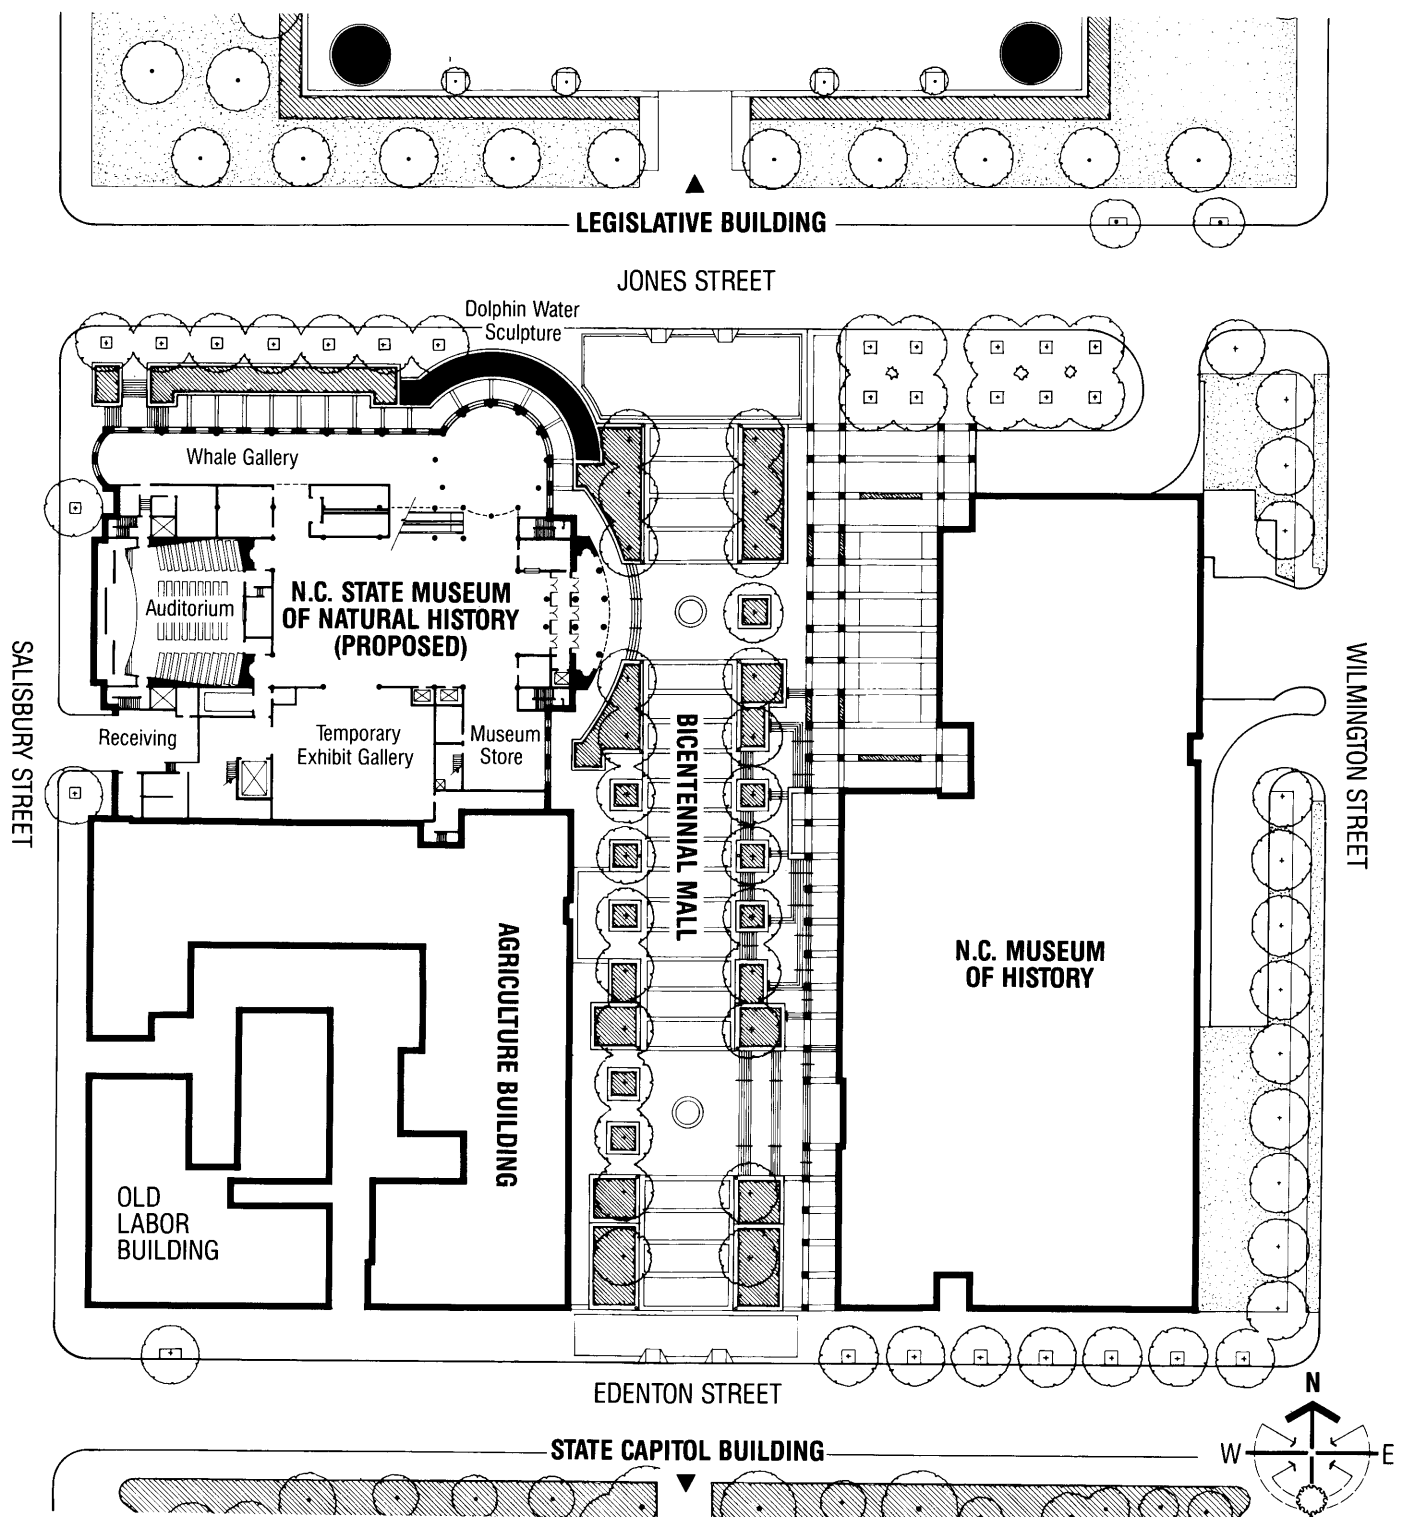 LEGISLATIVE BUILDING
JONES STREET
Dolphin Water
Sculpture
Whale Gallery
Auditorium
N.C. STATE MUSEUM
OF NATURAL HISTORY
(PROPOSED)
SALISBURY STREET
WILMINGTON STREET
Receiving
Temporary
Exhibit Gallery
Museum
Store
BICENTENNIAL MALL
AGRICULTURE BUILDING
N.C. MUSEUM
OF HISTORY
OLD
LABOR
BUILDING
EDENTON STREET
STATE CAPITOL BUILDING
N
W
E